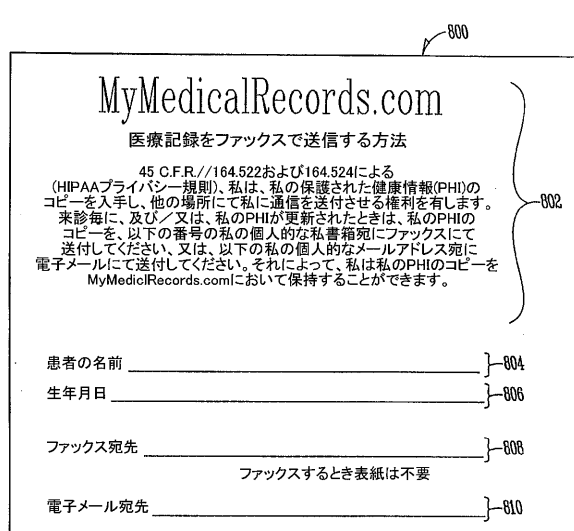 800
MyMedicalRecords.com
医療記録をファックスで送信する方法
45 C.F.R.//164.522および164.524による
(HIPAAプライバシー規則)、私は、私の保護された健康情報(PHI)の
コピーを入手し、他の場所にて私に通信を送付させる権利を有します。
来診毎に、及び/又は、私のPHIが更新されたときは、私のPHIの
コピーを、以下の番号の私の個人的な私書箱宛にファックスにて
送付してください、又は、以下の私の個人的なメールアドレス宛に
電子メールにて送付してください。それによって、私は私のPHIのコピーを
MyMediclRecords.comにおいて保持することができます。
802
患者の名前 804
生年月日 806
ファックス宛先 808
ファックスするとき表紙は不要
電子メール宛先 810